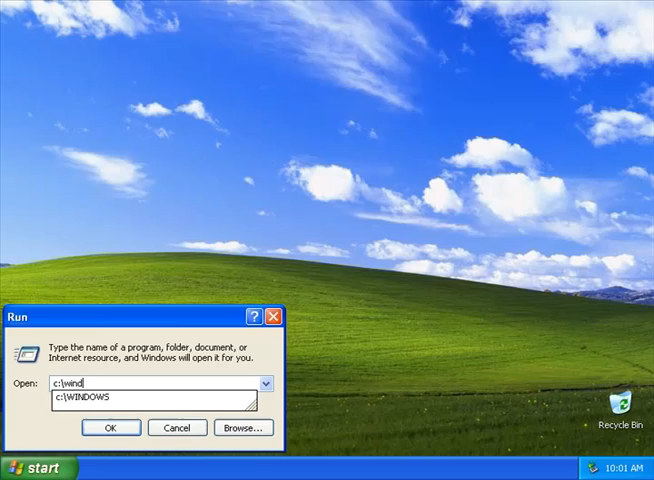 Run
Type the name of a program, folder, document, or
Internet resource, and Windows will open it for you.
Open: c:\wind
c:\WINDOWS
OK Cancel Browse...
Recycle Bin
start 10:01 AM